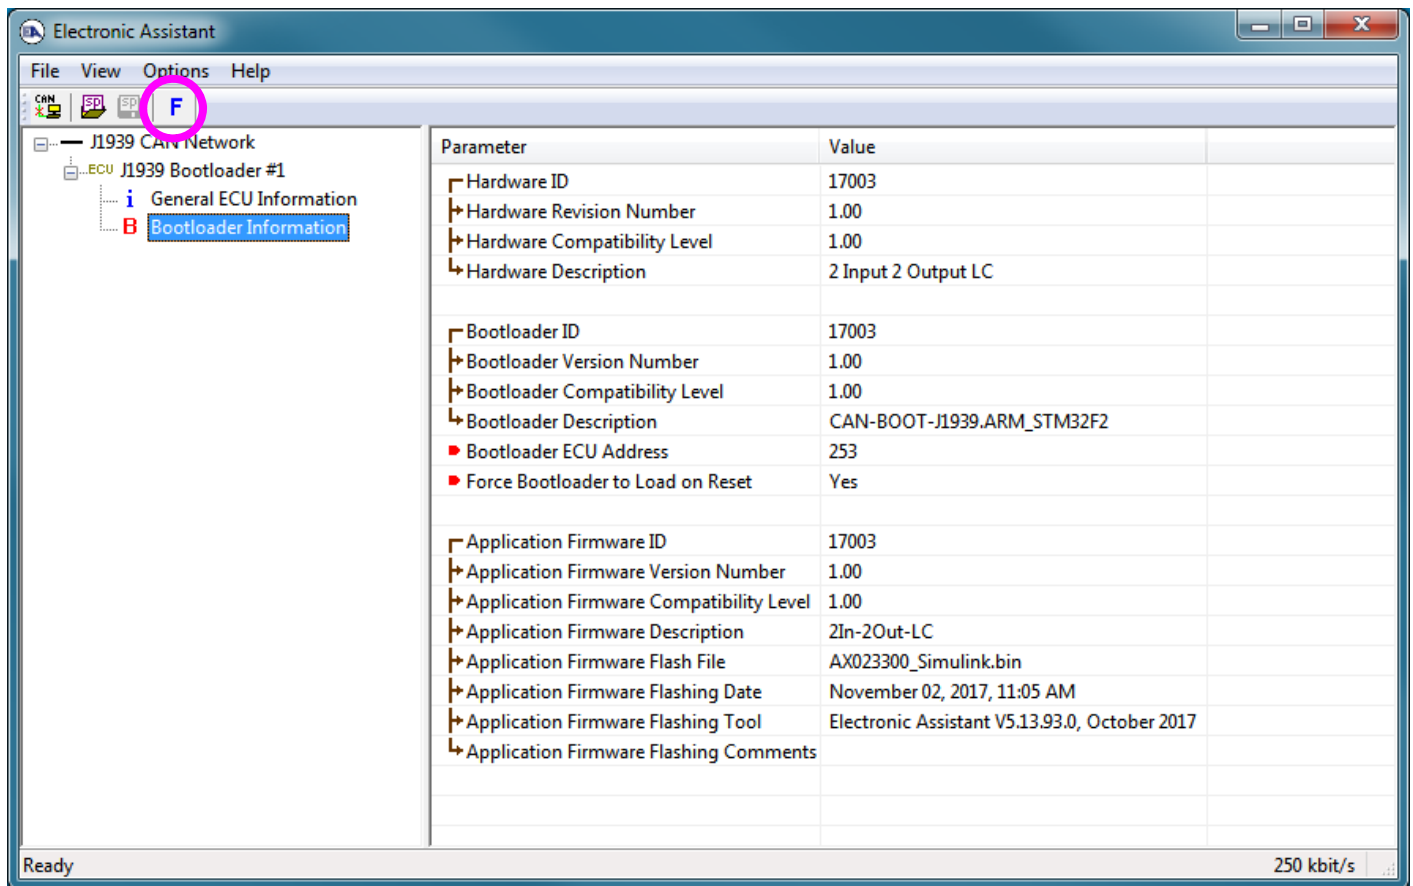 EA Electronic Assistant
File View Options Help
CAN SP SP F
J1939 CAN Network
ECU J1939 Bootloader #1
i General ECU Information
B Bootloader Information
Parameter Value
Hardware ID 17003
Hardware Revision Number 1.00
Hardware Compatibility Level 1.00
Hardware Description 2 Input 2 Output LC
Bootloader ID 17003
Bootloader Version Number 1.00
Bootloader Compatibility Level 1.00
Bootloader Description CAN-BOOT-J1939.ARM_STM32F2
Bootloader ECU Address 253
Force Bootloader to Load on Reset Yes
Application Firmware ID 17003
Application Firmware Version Number 1.00
Application Firmware Compatibility Level 1.00
Application Firmware Description 2In-2Out-LC
Application Firmware Flash File AX023300_Simulink.bin
Application Firmware Flashing Date November 02, 2017, 11:05 AM
Application Firmware Flashing Tool Electronic Assistant V5.13.93.0, October 2017
Application Firmware Flashing Comments
Ready 250 kbit/s